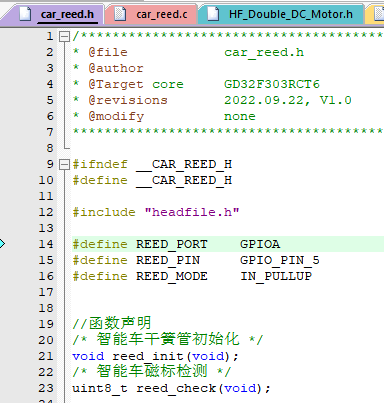 car_reed.h car_reed.c HF_Double_DC_Motor.h
1 /****************************************
2 * @file car_reed.h
3 * @author
4 * @Target core GD32F303RCT6
5 * @revisions 2022.09.22, V1.0
6 * @modify none
7 *****************************************
8
9 #ifndef __CAR_REED_H
10 #define __CAR_REED_H
11
12 #include "headfile.h"
13
14 #define REED_PORT GPIOA
15 #define REED_PIN GPIO_PIN_5
16 #define REED_MODE IN_PULLUP
17
18
19 //函数声明
20 /* 智能车干簧管初始化 */
21 void reed_init(void);
22 /* 智能车磁标检测 */
23 uint8_t reed_check(void);